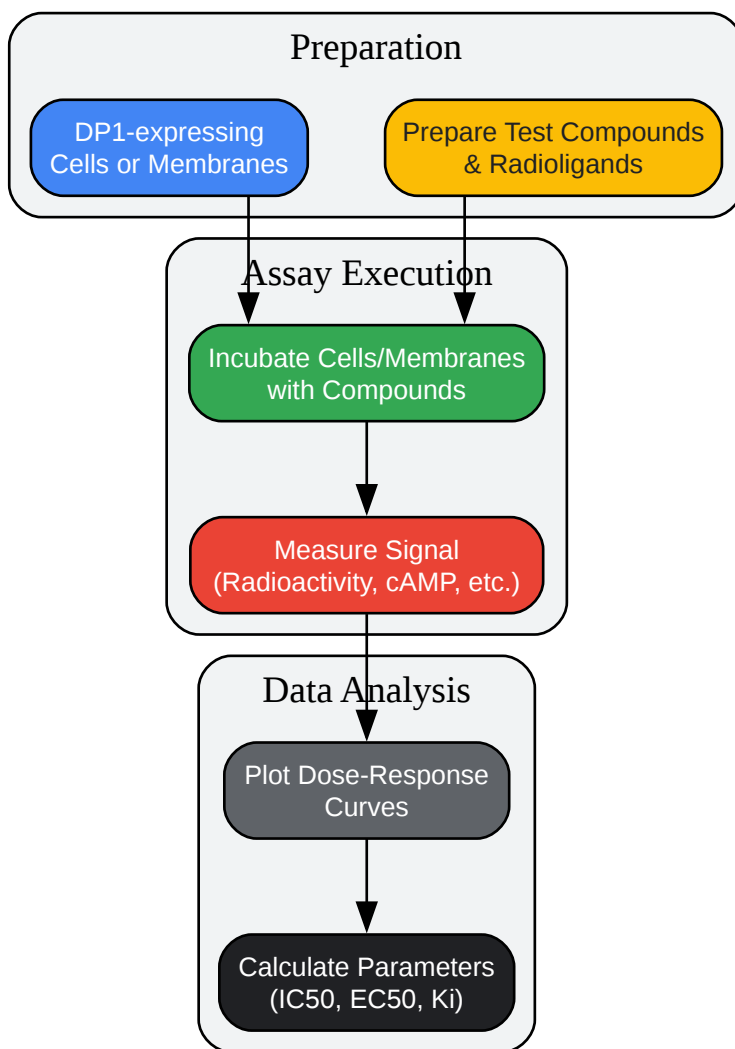 Preparation
DP1-expressing
Cells or Membranes
Prepare Test Compounds
& Radioligands
Assay Execution
Incubate Cells/Membranes
with Compounds
Measure Signal
(Radioactivity, cAMP, etc.)
Data Analysis
Plot Dose-Response
Curves
Calculate Parameters
(IC50, EC50, Ki)